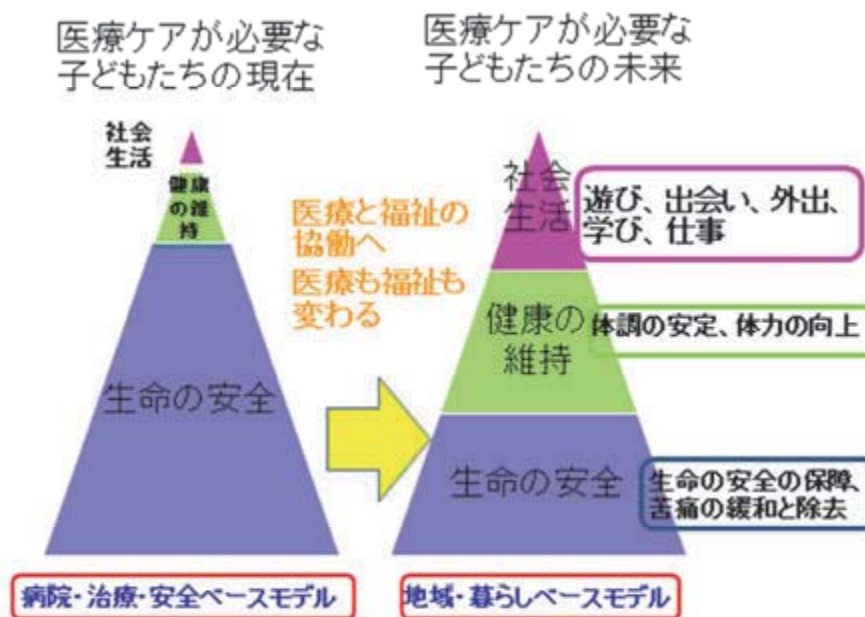 医療ケアが必要な
子どもたちの現在
社会
生活
健康
の維
持
生命の安全
病院・治療・安全ベースモデル
医療と福祉の
協働へ
医療も福祉も
変わる
医療ケアが必要な
子どもたちの未来
社会
生活
遊び、出会い、外出、
学び、仕事
健康の
維持
体調の安定、体力の向上
生命の安全
生命の安全の保障、
苦痛の緩和と除去
地域・暮らしベースモデル